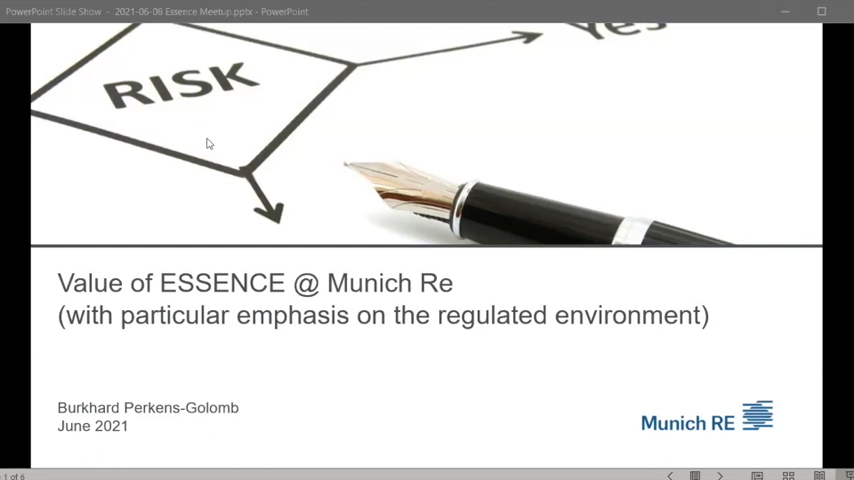 PowerPoint Slide Show - 2021-06-08 Essence Meetup.pptx - PowerPoint
Yes
RISK
Value of ESSENCE @ Munich Re
(with particular emphasis on the regulated environment)
Burkhard Perkens-Golomb
June 2021
Munich RE
1 of 6